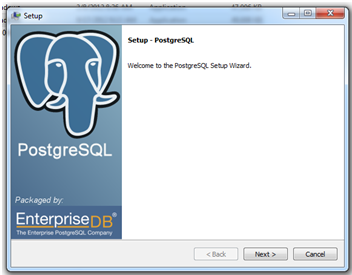 Setup
Setup - PostgreSQL
Welcome to the PostgreSQL Setup Wizard.
PostgreSQL
Packaged by:
EnterpriseDB®
The Enterprise PostgreSQL Company
< Back
Next >
Cancel